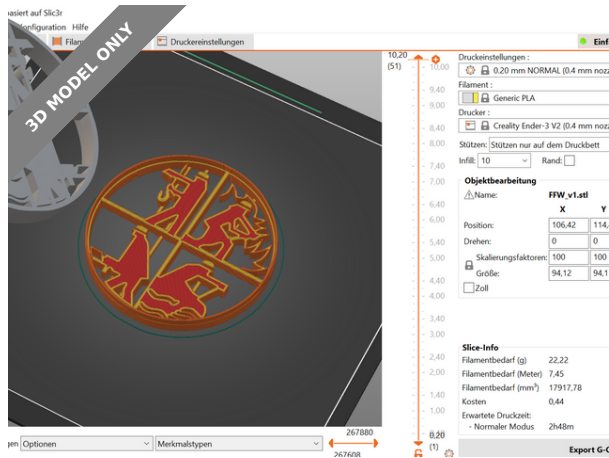 basiert auf Slic3r
Konfiguration Hilfe
Druckereinstellungen
3D MODEL ONLY
10,20
(51)
10,00
9,40
9,00
8,40
8,00
7,40
7,00
6,40
6,00
5,40
5,00
4,40
4,00
3,40
3,00
2,40
2,00
1,40
1,00
0,20
(1)
Druckeinstellungen :
0.20 mm NORMAL (0.4 mm
Filament :
Generic PLA
Drucker :
Creality Ender-3 V2 (0.4 mm
Stützen: Stützen nur auf dem Druckbett
Infill: 10 Rand:
Objektbearbeitung
Name: FFW_v1.stl
X Y
Position: 106,42 114,
Drehen: 0 0
Skalierungsfaktoren: 100 100
Größe: 94,12 94,1
Zoll
Slice-Info
Filamentbedarf (g) 22,22
Filamentbedarf (Meter) 7,45
Filamentbedarf (mm³) 17917,78
Kosten 0,44
Erwartete Druckzeit:
- Normaler Modus 2h48m
Optionen Merkmalstypen
267880
267608
Export G-C